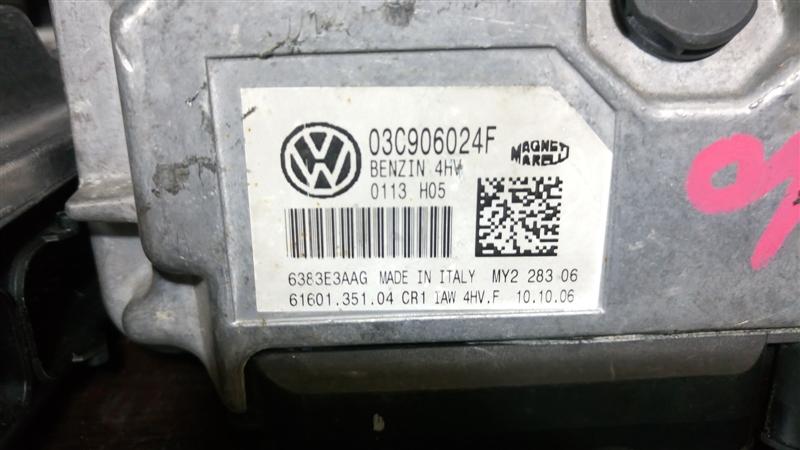 03C906024F
BENZIN 4HV
0113 H05
MAGNETI
MARELLI
6383E3AAG MADE IN ITALY MY2 283 06
61601.351.04 CR1 IAW 4HV.F 10.10.06